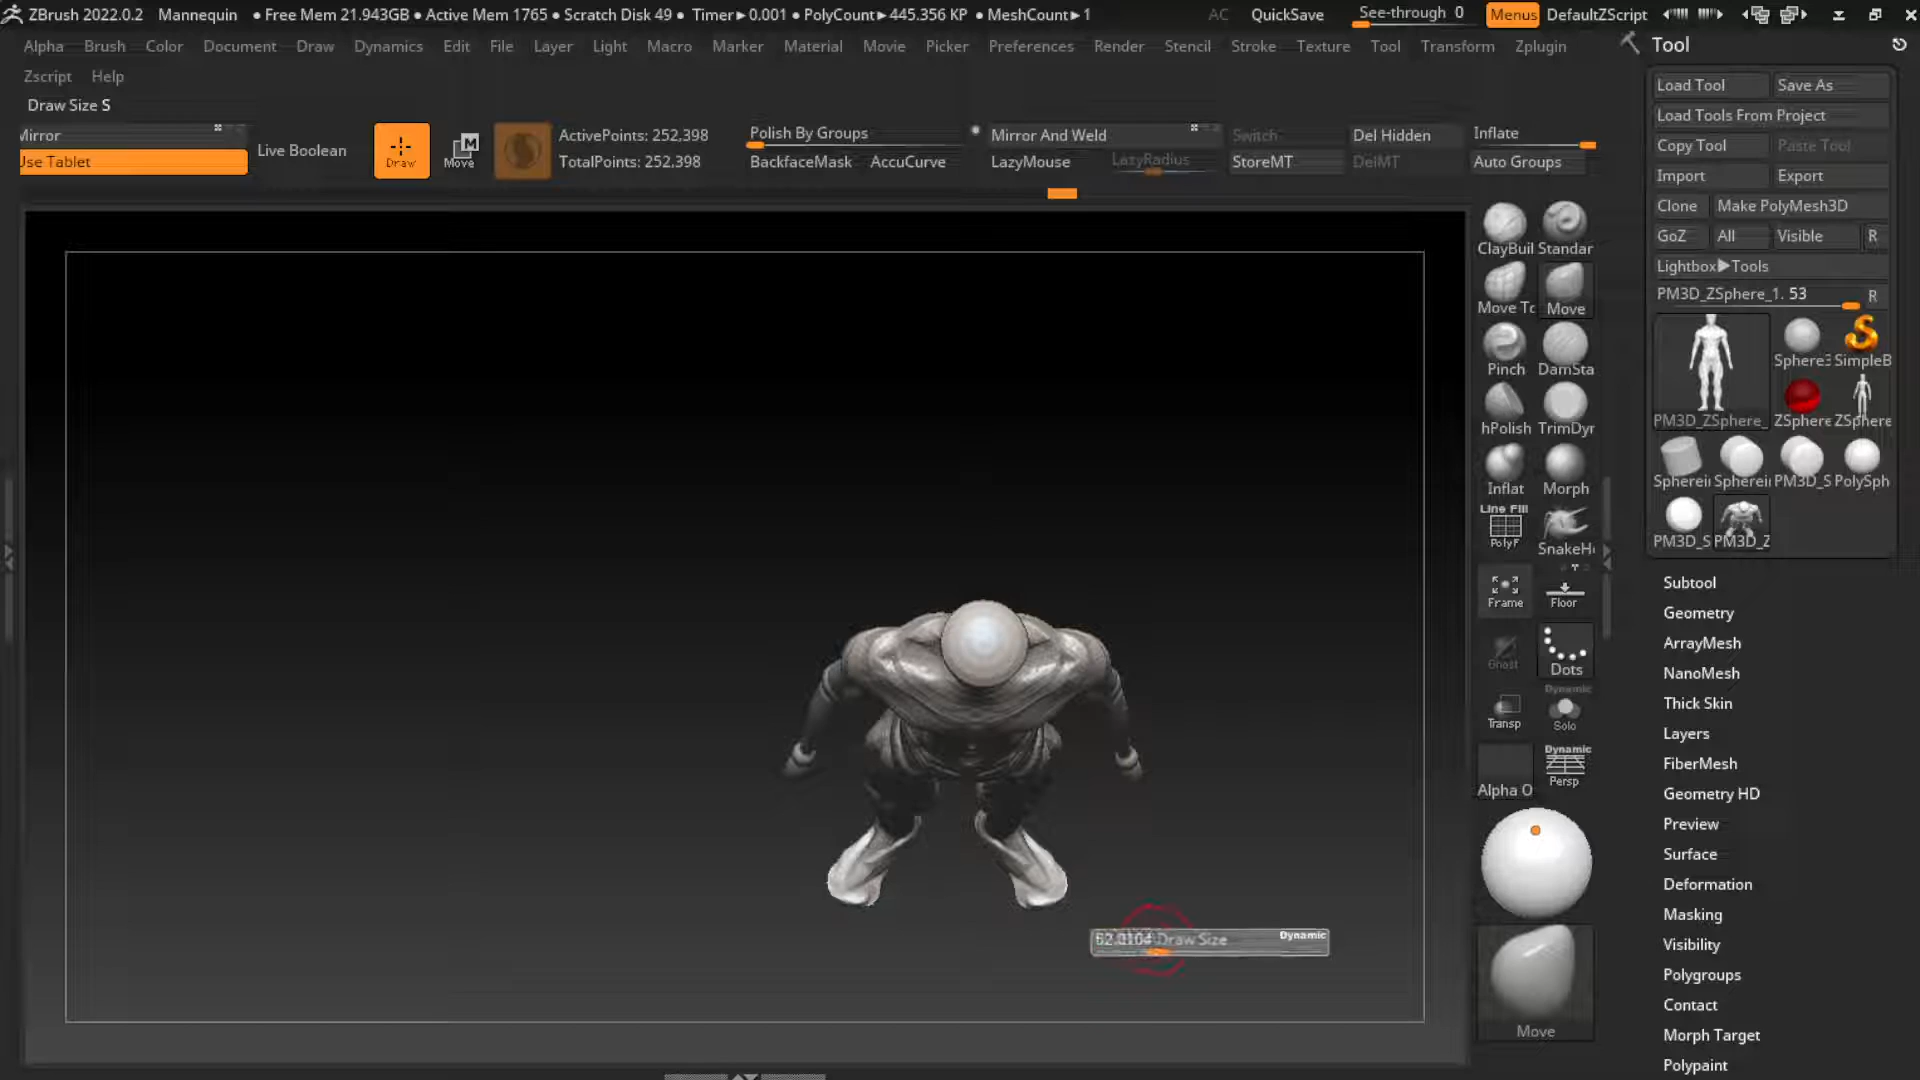 ZBrush 2022.0.2 Mannequin • Free Mem 21.943GB • Active Mem 1765 • Scratch Disk 49 • Timer▶0.001 • PolyCount▶445.356 KP • MeshCount▶1 AC QuickSave See-through 0 Menus DefaultZScript
Alpha Brush Color Document Draw Dynamics Edit File Layer Light Macro Marker Material Movie Picker Preferences Render Stencil Stroke Texture Tool Transform Zplugin
Zscript Help
Draw Size S
Mirror
Use Tablet
Live Boolean
Draw
Move
ActivePoints: 252,398
TotalPoints: 252,398
Polish By Groups
BackfaceMask AccuCurve
Mirror And Weld
LazyMouse LazyRadius
Switch
StoreMT
Del Hidden
DelMT
Inflate
Auto Groups
ClayBuil Standar
Move To Move
Pinch DamSta
hPolish TrimDyn
Inflat Morph
Line Fill
PolyF
SnakeH
Frame Floor
Ghost Dots
Transp
Dynamic
Solo
Alpha O
Dynamic
Persp
Move
Draw Size
Dynamic
Tool
Load Tool Save As
Load Tools From Project
Copy Tool Paste Tool
Import Export
Clone Make PolyMesh3D
GoZ All Visible R
Lightbox▶Tools
PM3D_ZSphere_1. 53 R
PM3D_ZSphere_
Sphere3 SimpleB
ZSphere ZSphere
Spherei Spherei PM3D_S PolySph
PM3D_S PM3D_Z
Subtool
Geometry
ArrayMesh
NanoMesh
Thick Skin
Layers
FiberMesh
Geometry HD
Preview
Surface
Deformation
Masking
Visibility
Polygroups
Contact
Morph Target
Polypaint